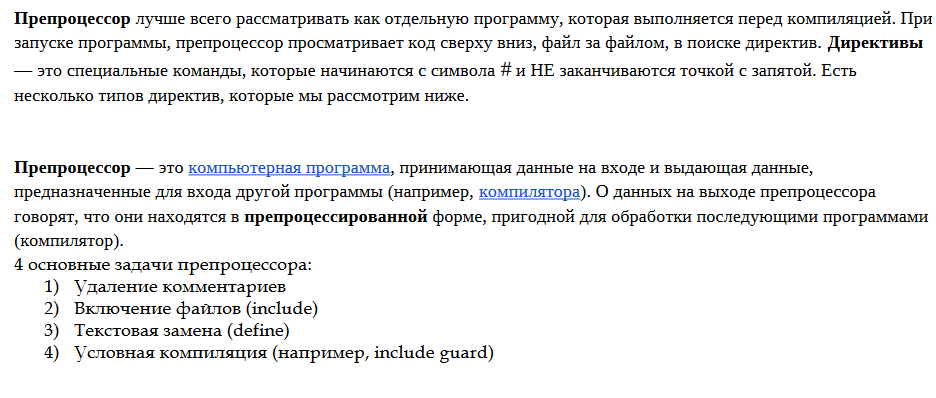 Препроцессор лучше всего рассматривать как отдельную программу, которая выполняется перед компиляцией. При
запуске программы, препроцессор просматривает код сверху вниз, файл за файлом, в поиске директив. Директивы
— это специальные команды, которые начинаются с символа # и НЕ заканчиваются точкой с запятой. Есть
несколько типов директив, которые мы рассмотрим ниже.
Препроцессор — это компьютерная программа, принимающая данные на входе и выдающая данные,
предназначенные для входа другой программы (например, компилятора). О данных на выходе препроцессора
говорят, что они находятся в препроцессированной форме, пригодной для обработки последующими программами
(компилятор).
4 основные задачи препроцессора:
1) Удаление комментариев
2) Включение файлов (include)
3) Текстовая замена (define)
4) Условная компиляция (например, include guard)